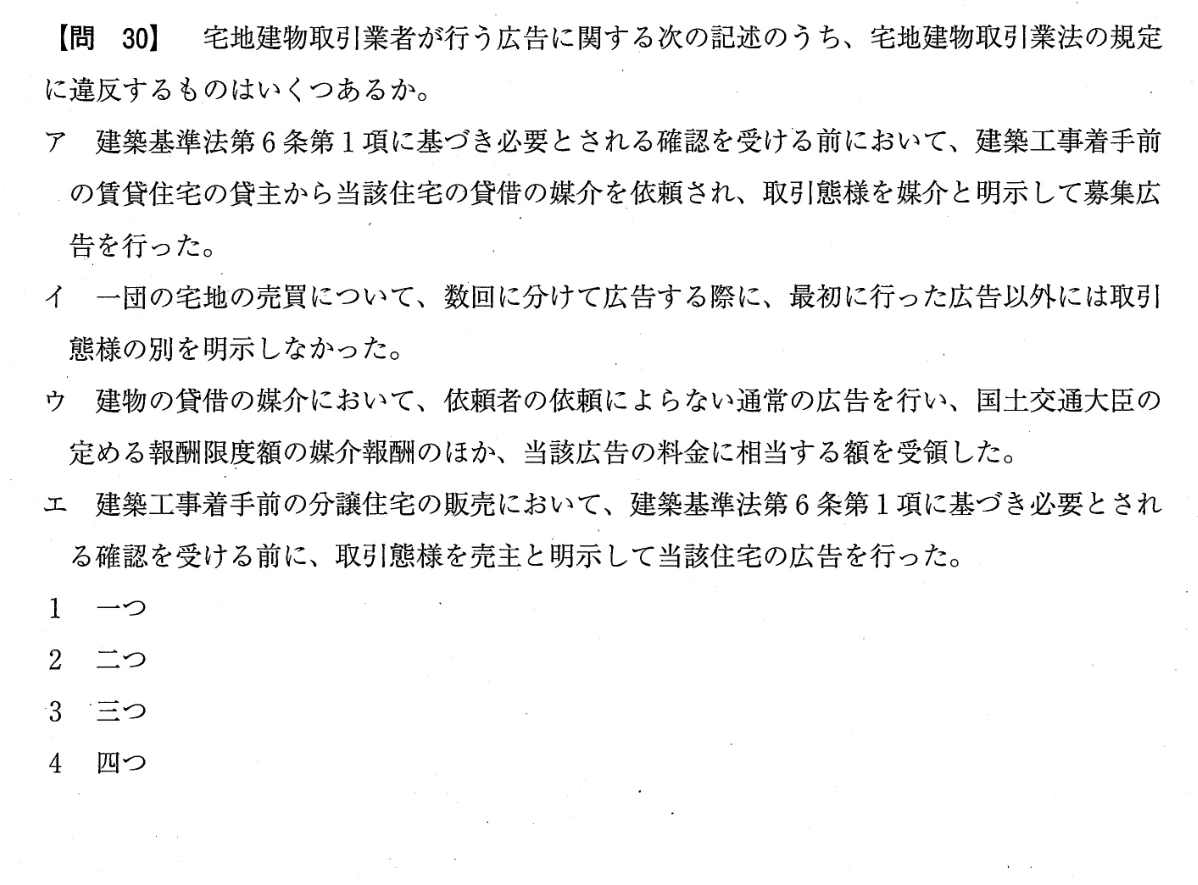 【問　30】　宅地建物取引業者が行う広告に関する次の記述のうち、宅地建物取引業法の規定
に違反するものはいくつあるか。
ア　建築基準法第6条第1項に基づき必要とされる確認を受ける前において、建築工事着手前
の賃貸住宅の貸主から当該住宅の貸借の媒介を依頼され、取引態様を媒介と明示して募集広
告を行った。
イ　一団の宅地の売買について、数回に分けて広告する際に、最初に行った広告以外には取引
態様の別を明示しなかった。
ウ　建物の貸借の媒介において、依頼者の依頼によらない通常の広告を行い、国土交通大臣の
定める報酬限度額の媒介報酬のほか、当該広告の料金に相当する額を受領した。
エ　建築工事着手前の分譲住宅の販売において、建築基準法第6条第1項に基づき必要とされ
る確認を受ける前に、取引態様を売主と明示して当該住宅の広告を行った。
1　一つ
2　二つ
3　三つ
4　四つ